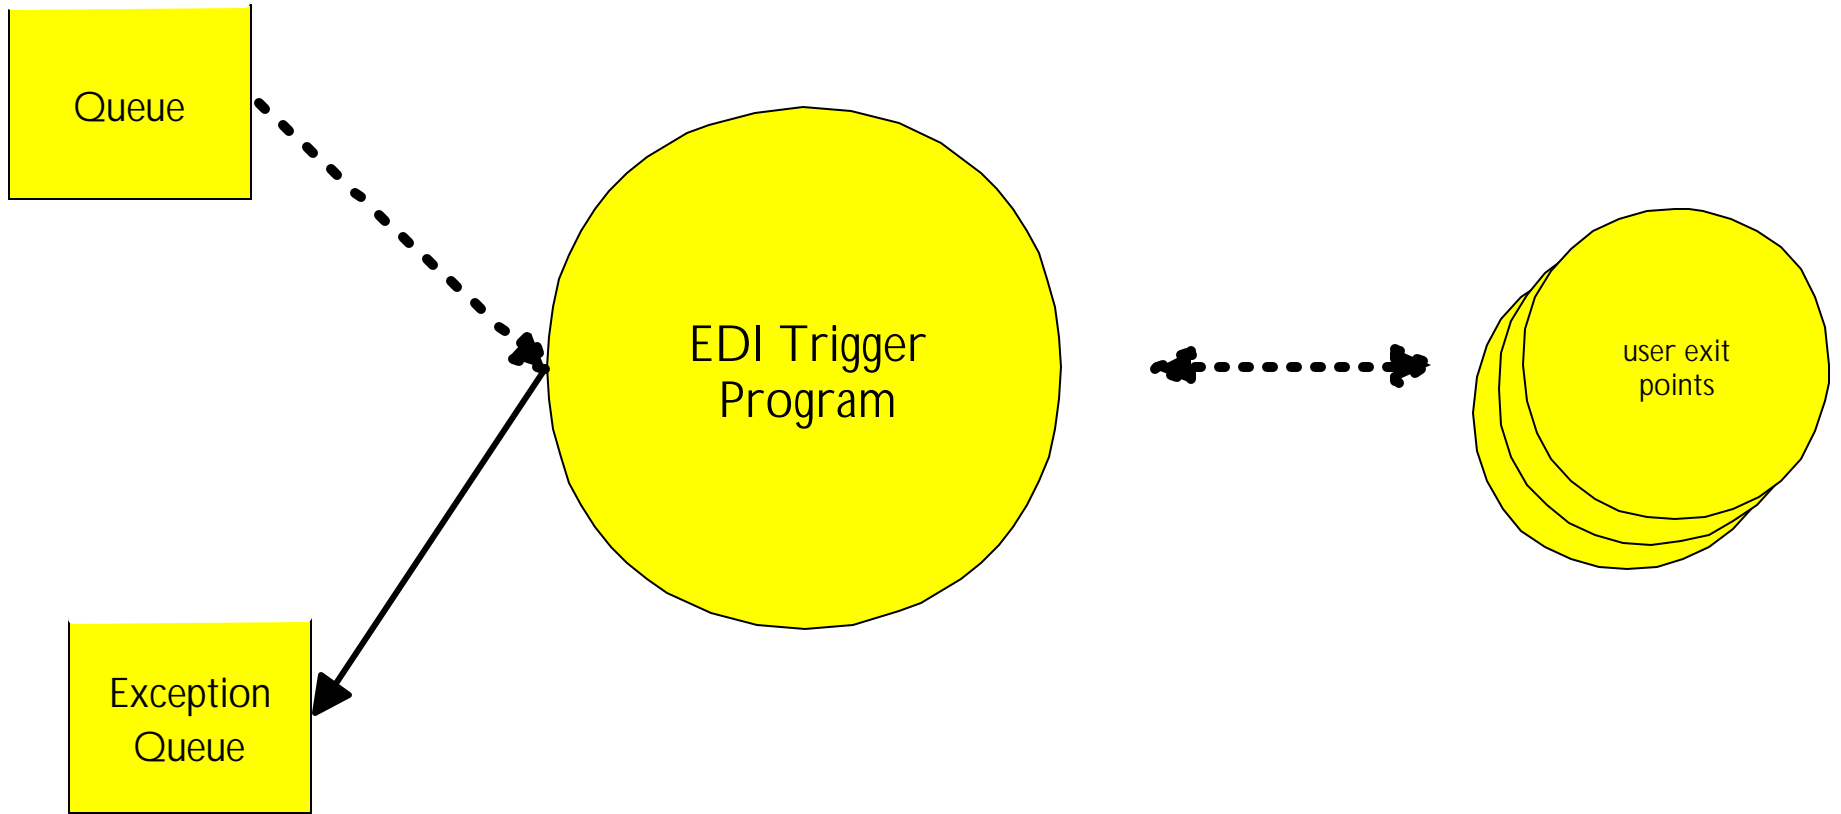 Queue
EDI Trigger
Program
user exit
points
Exception
Queue